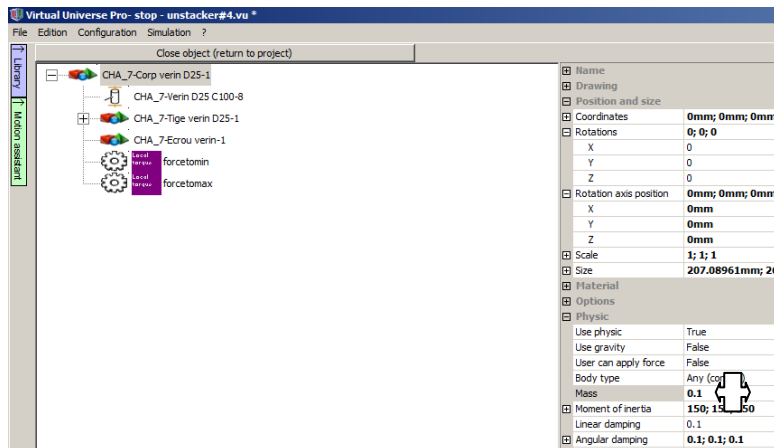 Virtual Universe Pro- stop - unstacker#4.vu *
File Edition Configuration Simulation ?
Close object (return to project)
Library
Motion assistant
CHA_7-Corp verin D25-1
CHA_7-Verin D25 C100-8
CHA_7-Tige verin D25-1
CHA_7-Ecrou verin-1
Local torque forcetomin
Local torque forcetomax
Name
Drawing
Position and size
Coordinates 0mm; 0mm; 0mm
Rotations 0; 0; 0
X 0
Y 0
Z 0
Rotation axis position 0mm; 0mm; 0mm
X 0mm
Y 0mm
Z 0mm
Scale 1; 1; 1
Size 207.08961mm;
Material
Options
Physic
Use physic True
Use gravity False
User can apply force False
Body type Any
Mass 0.1
Moment of inertia 150;
Linear damping 0.1
Angular damping 0.1; 0.1; 0.1